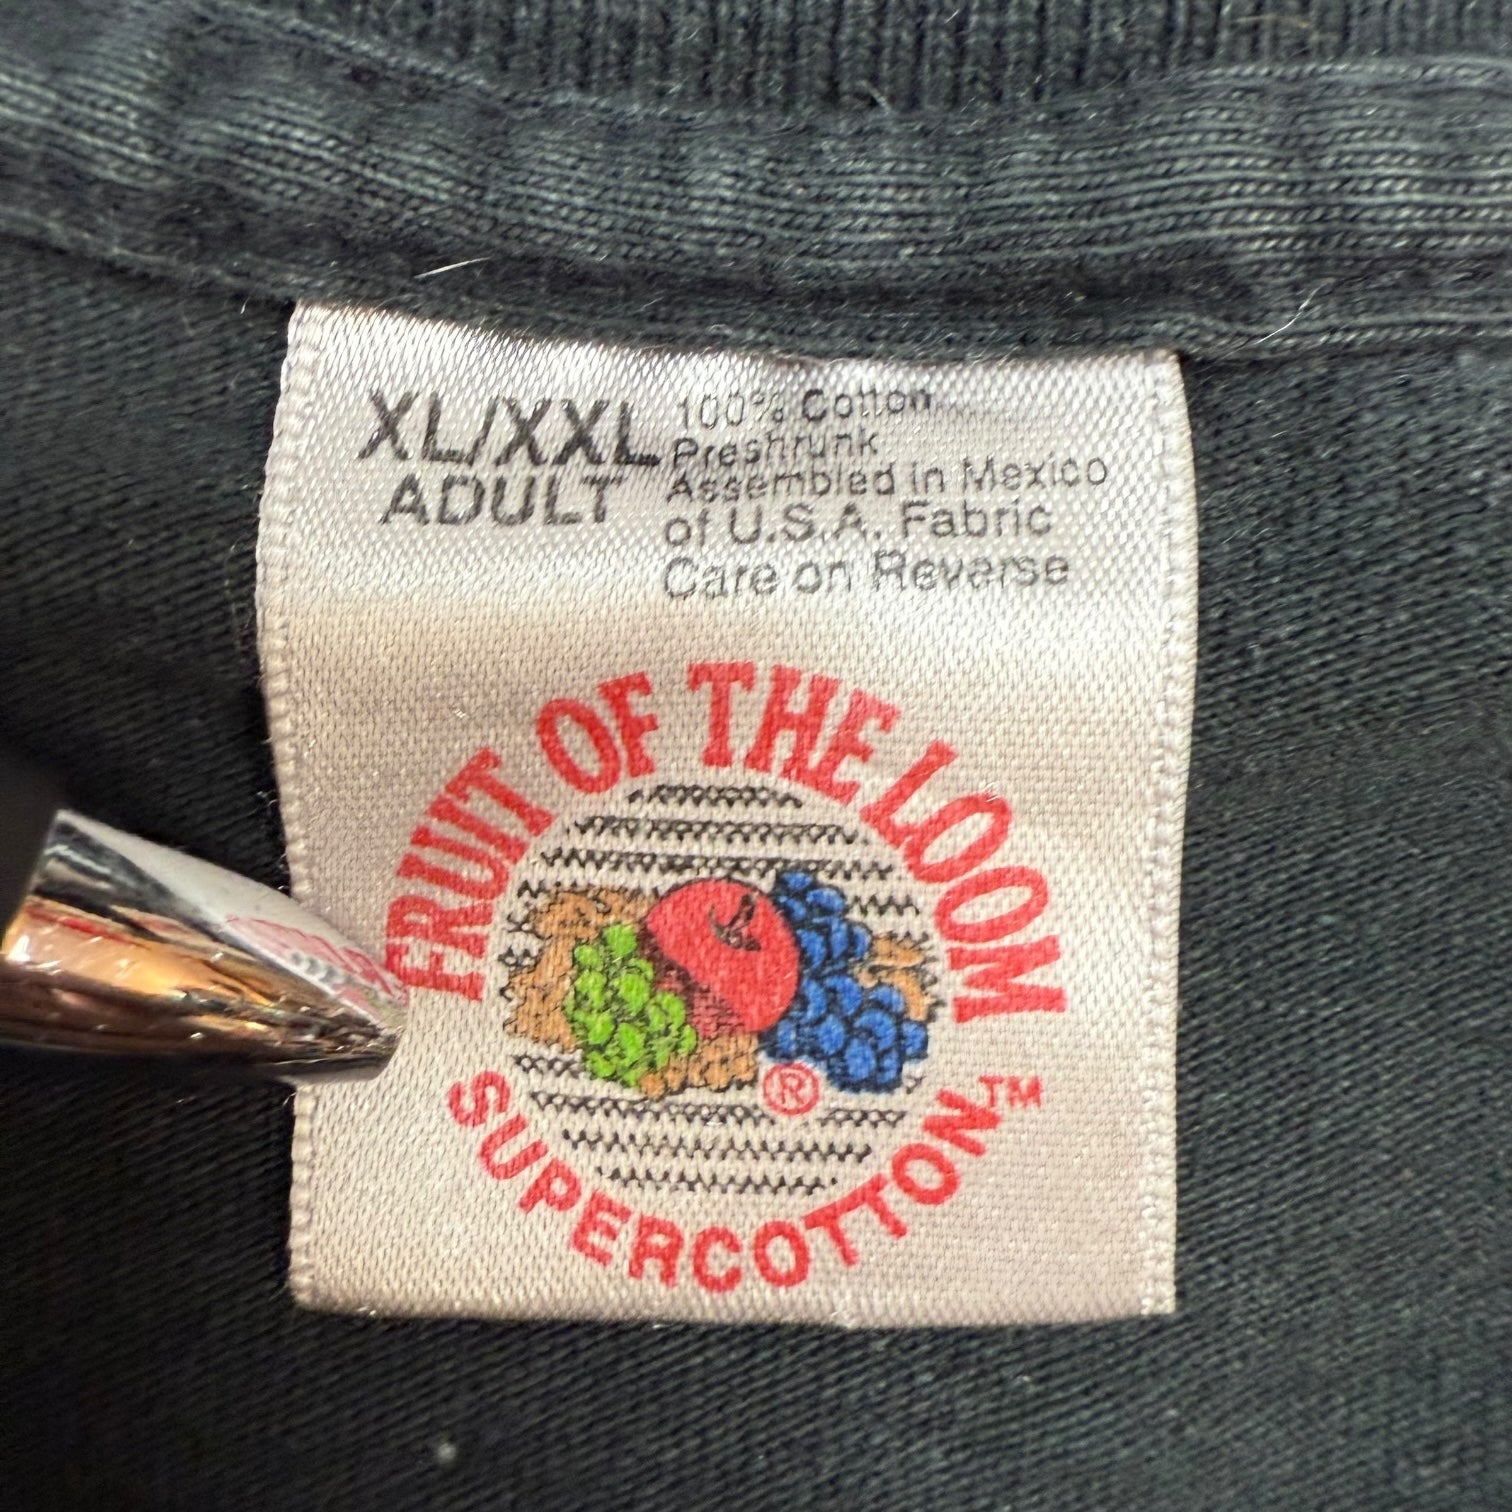 XL/XXL
ADULT
100% Cotton
Preshrunk
Assembled in Mexico
of U.S.A. Fabric
Care on Reverse
FRUIT OF THE LOOM
®
SUPERCOTTON™